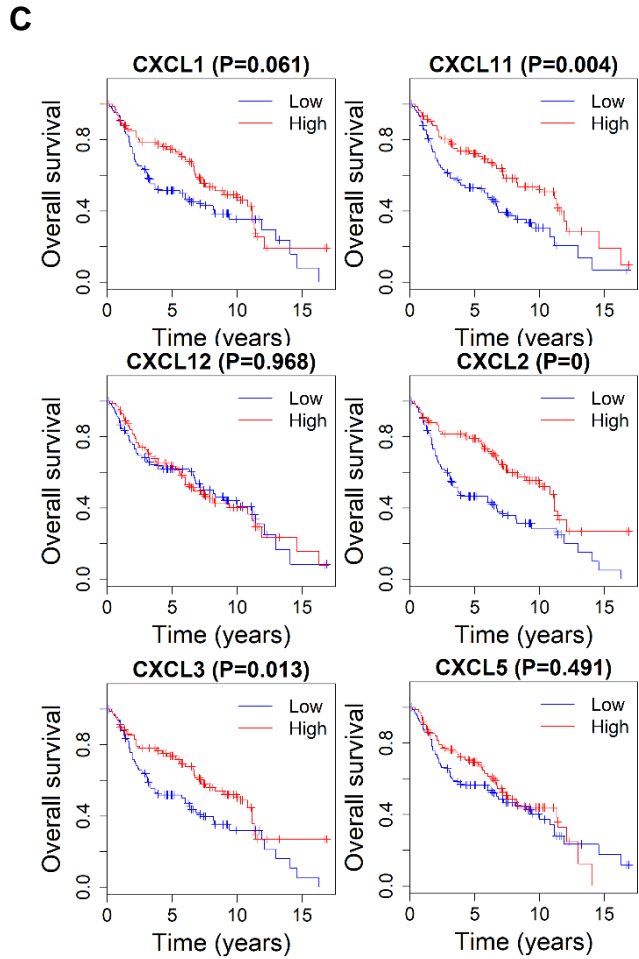 C
CXCL1 (P=0.061)
Overall survival
0.0 0.4 0.8
Low
High
0 5 10 15
Time (years)
CXCL11 (P=0.004)
Overall survival
0.0 0.4 0.8
Low
High
0 5 10 15
Time (years)
CXCL12 (P=0.968)
Overall survival
0.0 0.4 0.8
Low
High
0 5 10 15
Time (years)
CXCL2 (P=0)
Overall survival
0.0 0.4 0.8
Low
High
0 5 10 15
Time (years)
CXCL3 (P=0.013)
Overall survival
0.0 0.4 0.8
Low
High
0 5 10 15
Time (years)
CXCL5 (P=0.491)
Overall survival
0.0 0.4 0.8
Low
High
0 5 10 15
Time (years)